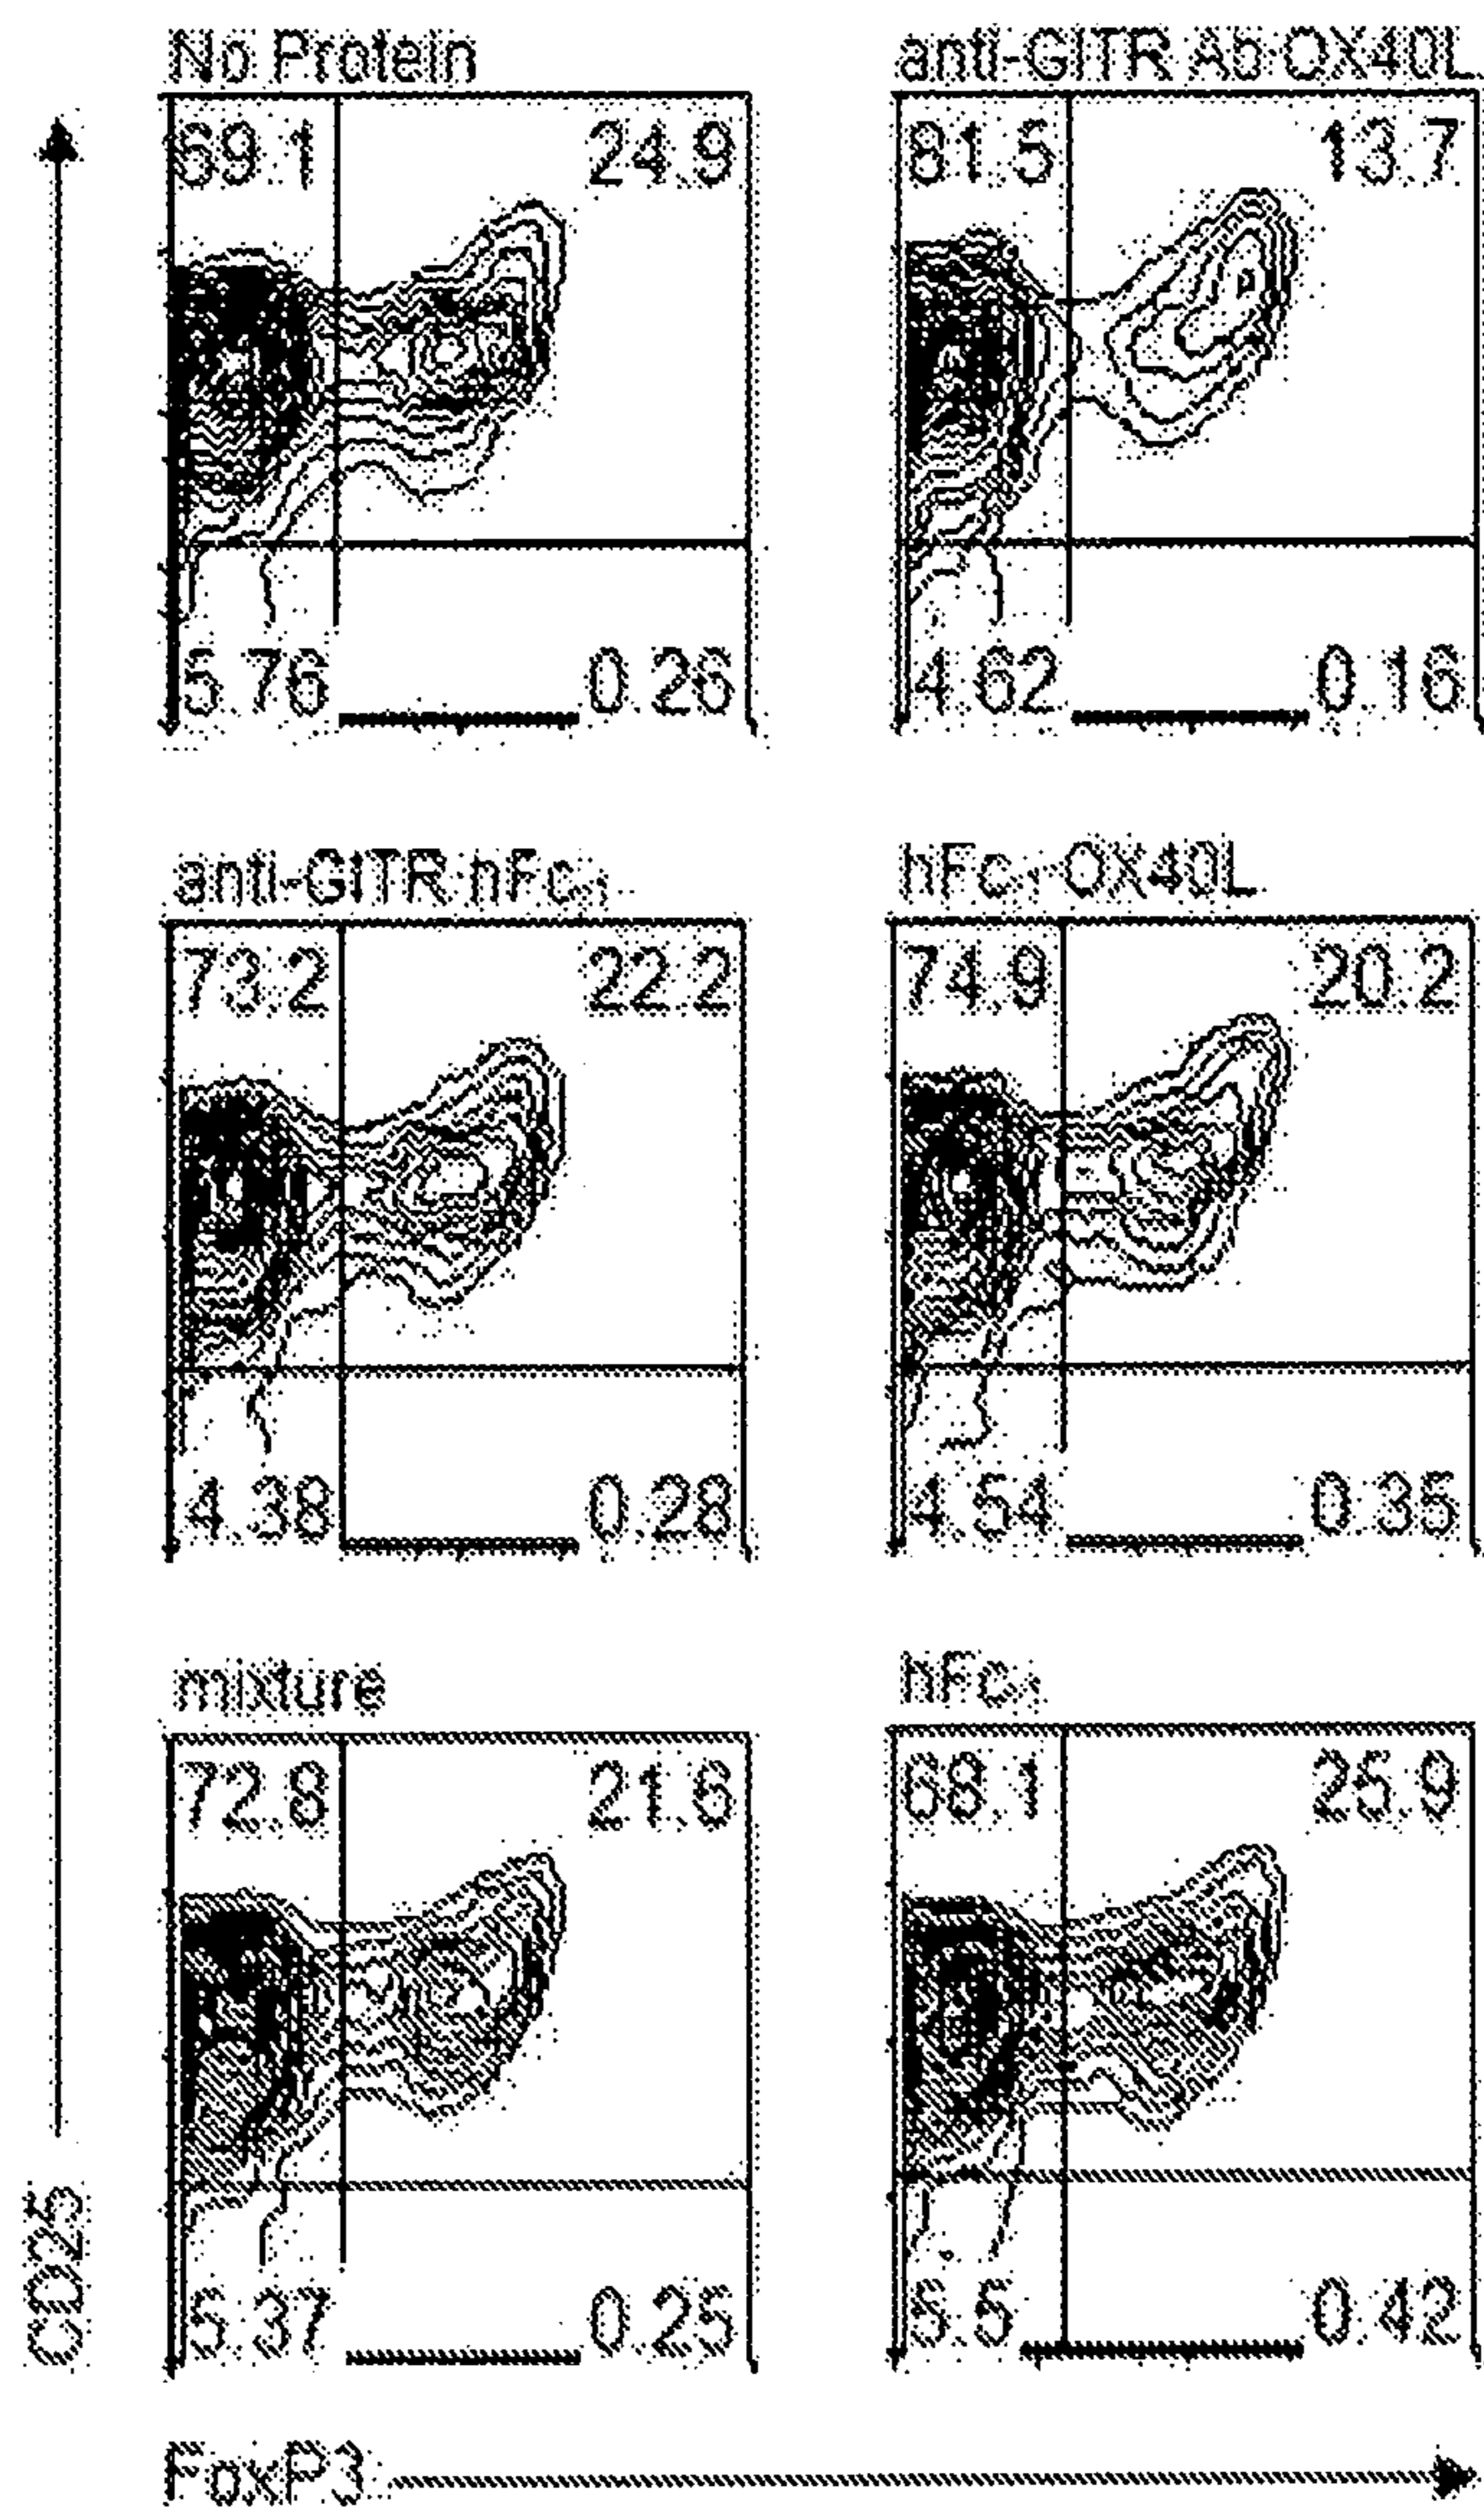 No Protein
69.1 24.9
5.76 0.26
anti-GITR Ab OX40L
81.5 13.7
4.62 0.16
anti-GITR hFc₁
73.2 22.2
4.38 0.28
hFc₁ OX40L
74.9 20.2
4.54 0.35
mixture
72.8 21.6
5.37 0.25
hFc₁
68.1 25.9
5.5 0.42
CD25
FoxP3